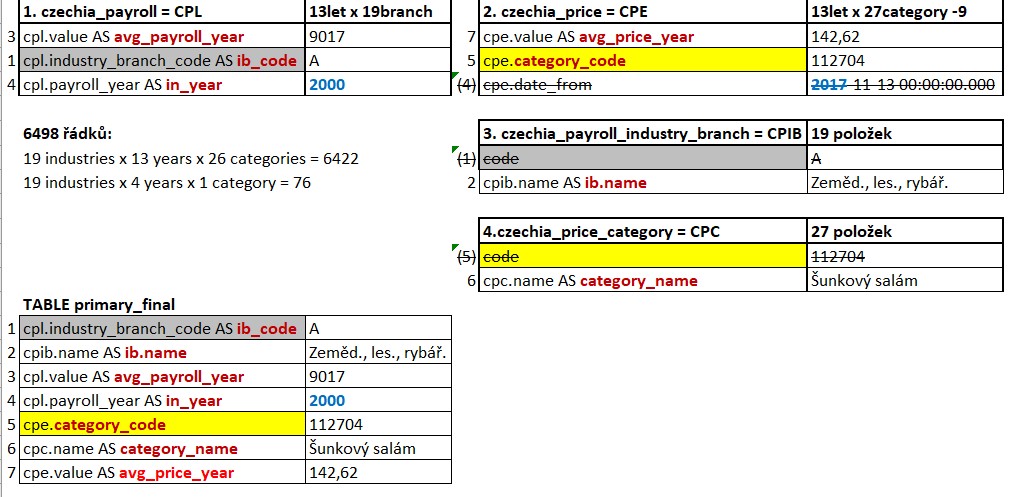 1. czechia_payroll = CPL 13let x 19branch
3 cpl.value AS avg_payroll_year 9017
1 cpl.industry_branch_code AS ib_code A
4 cpl.payroll_year AS in_year 2000
2. czechia_price = CPE 13let x 27category -9
7 cpe.value AS avg_price_year 142,62
5 cpe.category_code 112704
(4) cpe.date_from 2017-11-13 00:00:00.000
6498 řádků:
19 industries x 13 years x 26 categories = 6422
19 industries x 4 years x 1 category = 76
3. czechia_payroll_industry_branch = CPIB 19 položek
(1) code A
2 cpib.name AS ib.name Zeměd., les., rybář.
4.czechia_price_category = CPC 27 položek
(5) code 112704
6 cpc.name AS category_name Šunkový salám
TABLE primary_final
1 cpl.industry_branch_code AS ib_code A
2 cpib.name AS ib.name Zeměd., les., rybář.
3 cpl.value AS avg_payroll_year 9017
4 cpl.payroll_year AS in_year 2000
5 cpe.category_code 112704
6 cpc.name AS category_name Šunkový salám
7 cpe.value AS avg_price_year 142,62